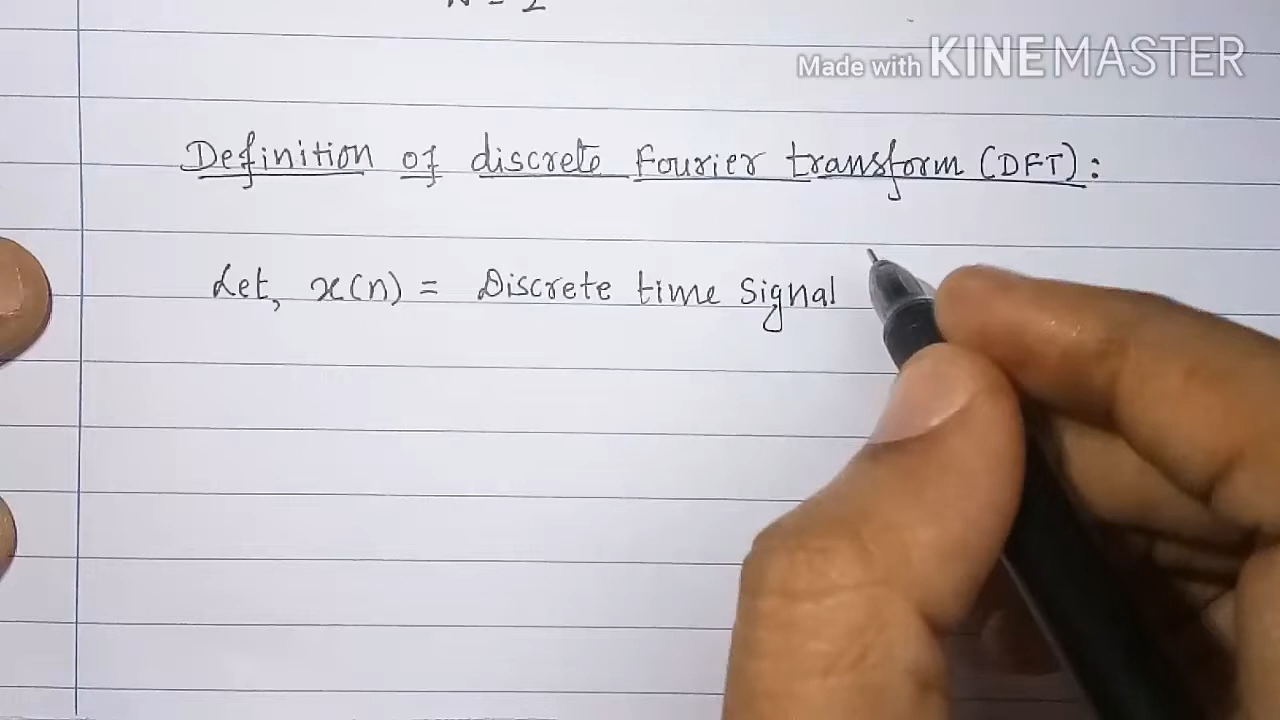 Made with KINEMASTER
Definition of discrete Fourier transform (DFT):
Let, x(n) = Discrete time signal